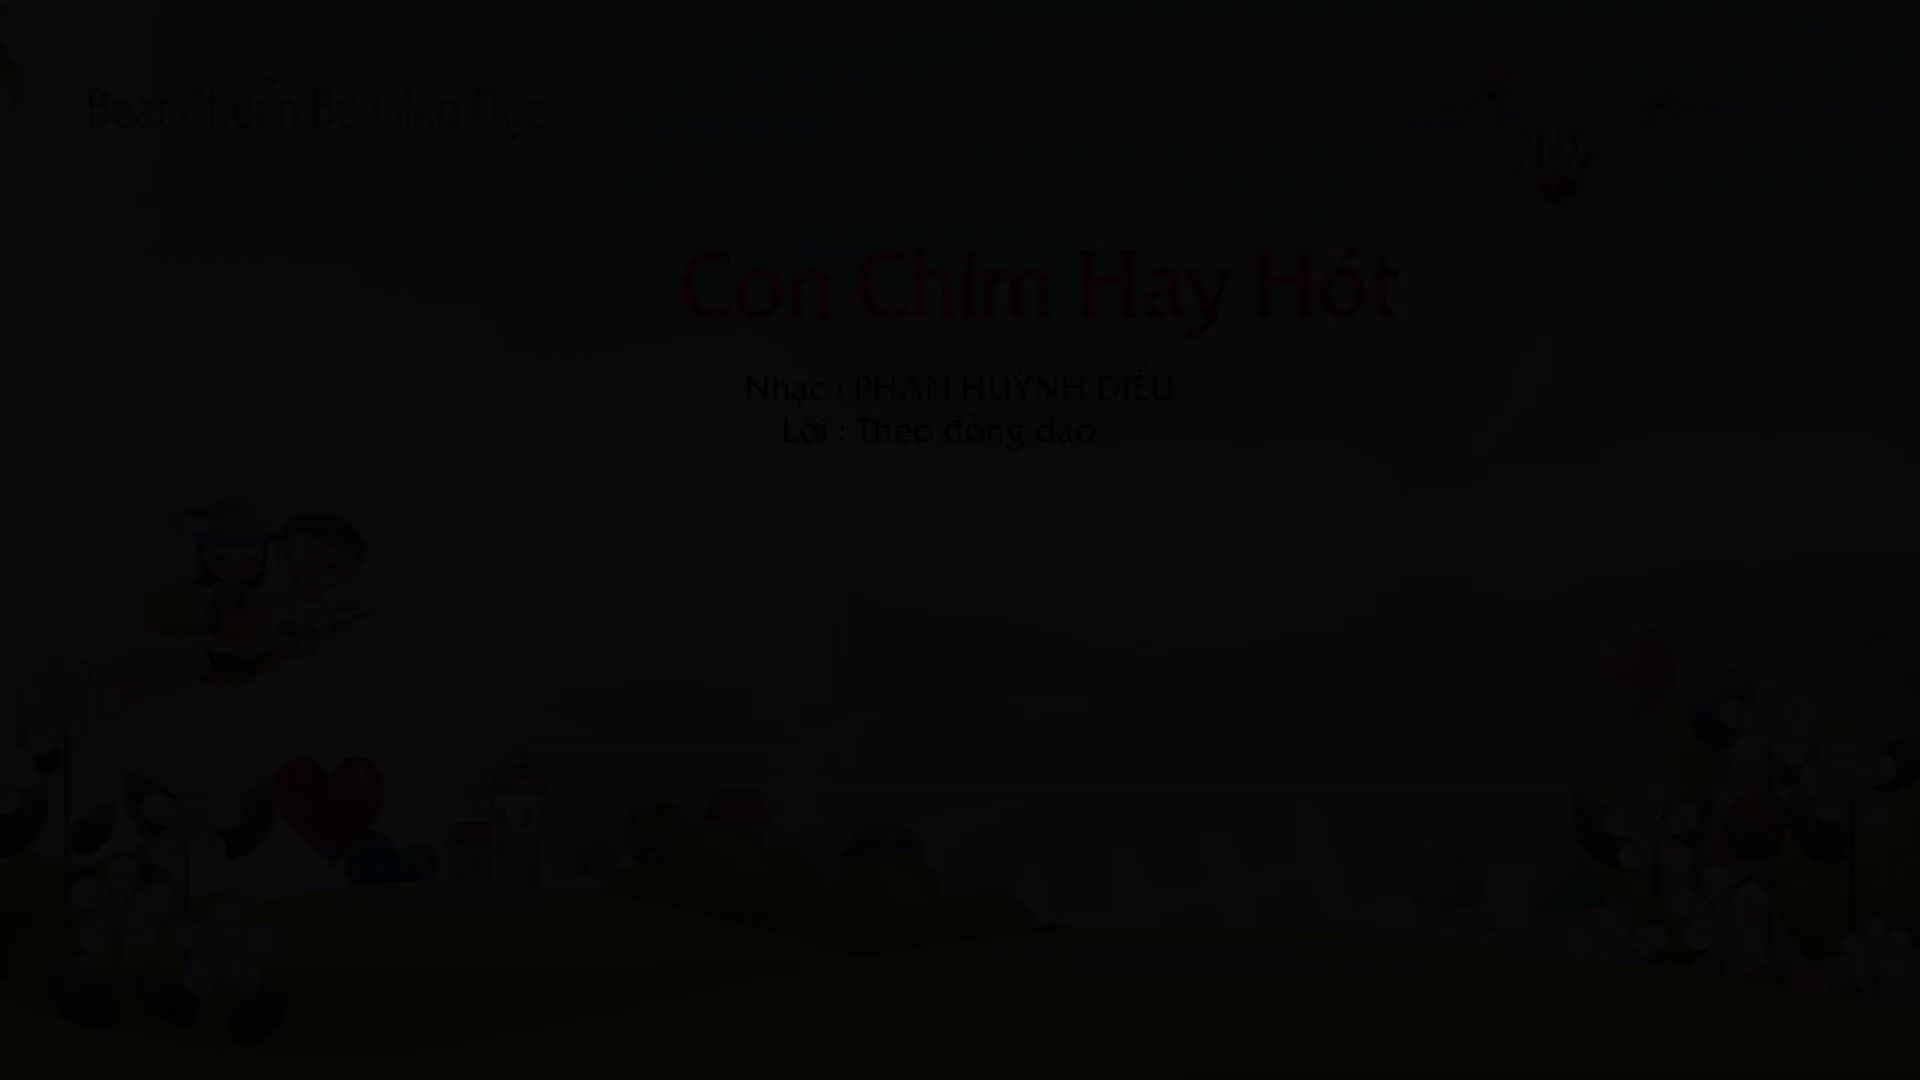 Beat Chuẩn Bộ Giáo Dục
Con Chim Hay Hót
Nhạc : PHAN HUỲNH ĐIỂU
Lời : Theo đồng dao